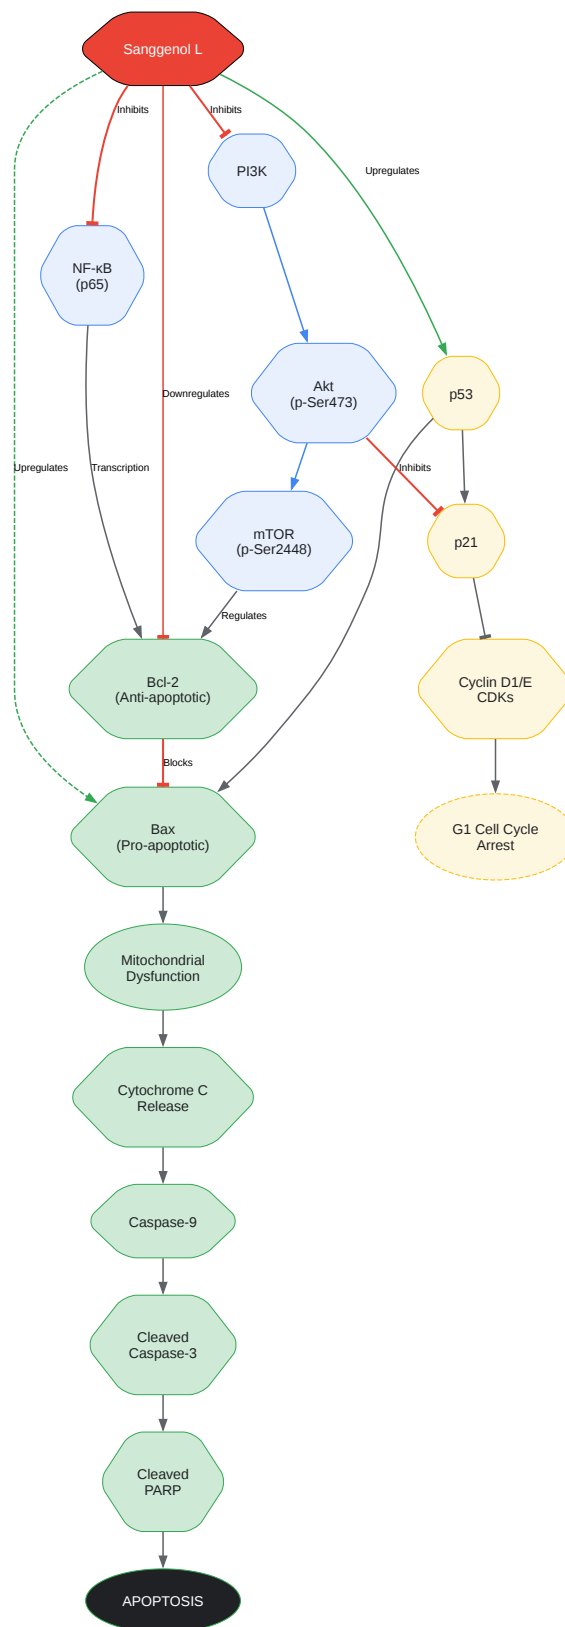 Sanggenol L
Inhibits
Inhibits
PI3K
Upregulates
NF-κB
(p65)
Akt
(p-Ser473)
p53
Downregulates
Upregulates
Transcription
Inhibits
mTOR
(p-Ser2448)
p21
Regulates
Bcl-2
(Anti-apoptotic)
Cyclin D1/E
CDKs
Blocks
Bax
(Pro-apoptotic)
G1 Cell Cycle
Arrest
Mitochondrial
Dysfunction
Cytochrome C
Release
Caspase-9
Cleaved
Caspase-3
Cleaved
PARP
APOPTOSIS